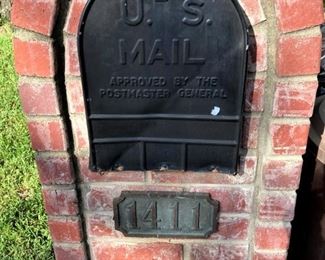 U. S.
MAIL
APPROVED BY THE
POSTMASTER GENERAL
1411